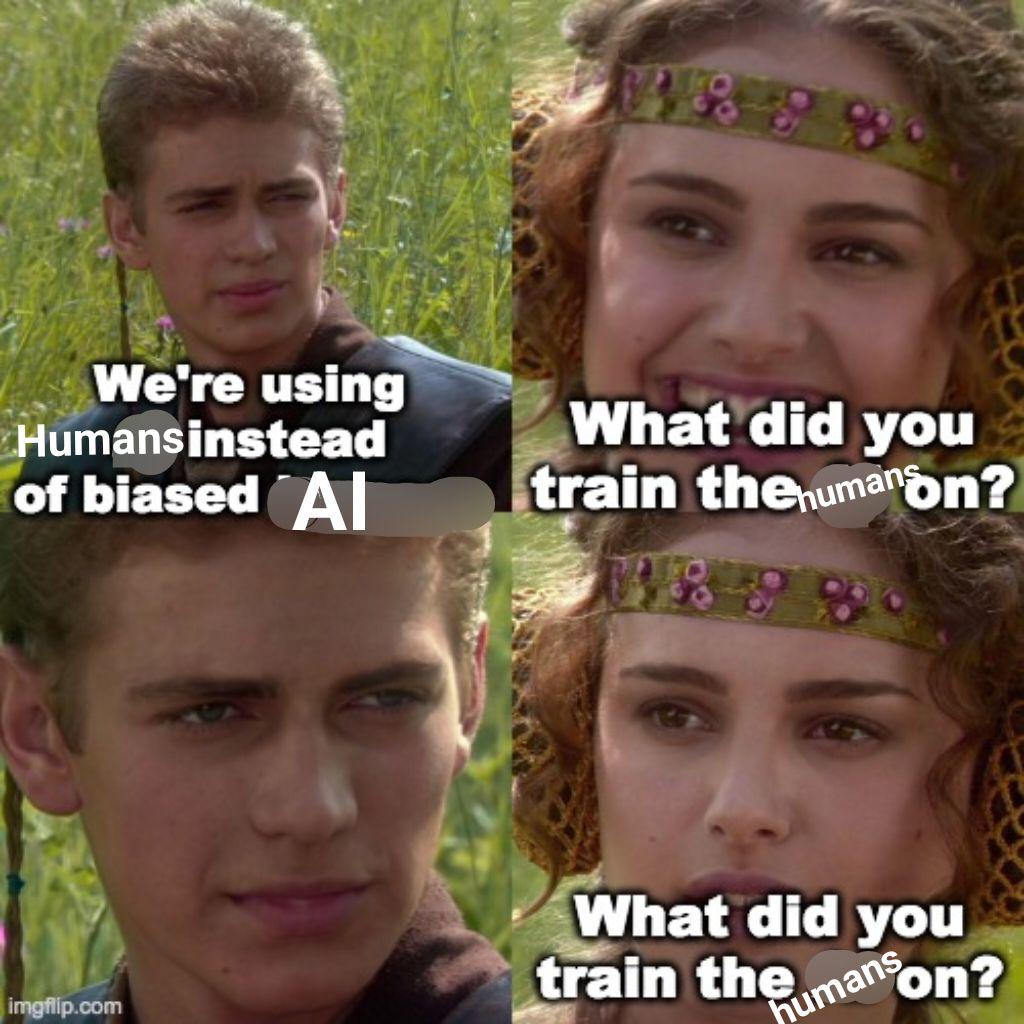 We're using
Humans instead
of biased AI
What did you
train the humans on?
What did you
train the humans on?
imgflip.com